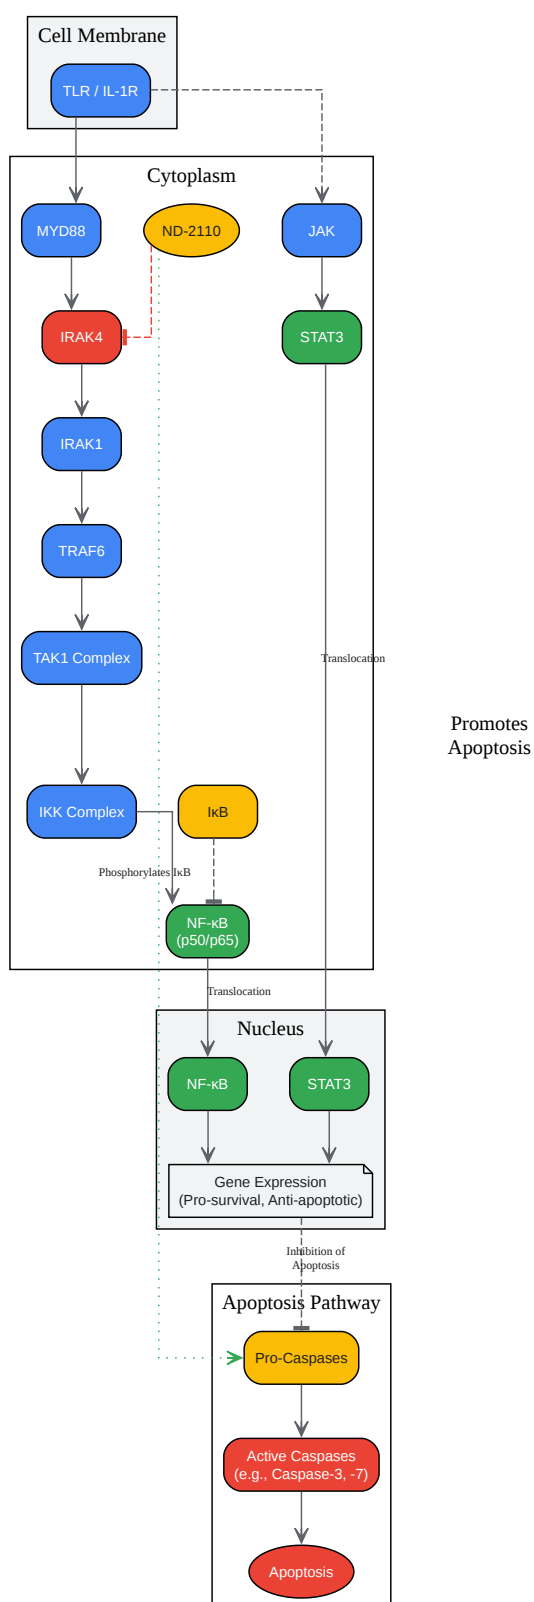 Cell Membrane
TLR / IL-1R
Cytoplasm
MYD88
ND-2110
JAK
IRAK4
STAT3
IRAK1
TRAF6
Translocation
TAK1 Complex
Promotes
Apoptosis
IKK Complex
IκB
Phosphorylates IκB
NF-κB
(p50/p65)
Translocation
Nucleus
NF-κB
STAT3
Gene Expression
(Pro-survival, Anti-apoptotic)
Inhibition of
Apoptosis
Apoptosis Pathway
Pro-Caspases
Active Caspases
(e.g., Caspase-3, -7)
Apoptosis